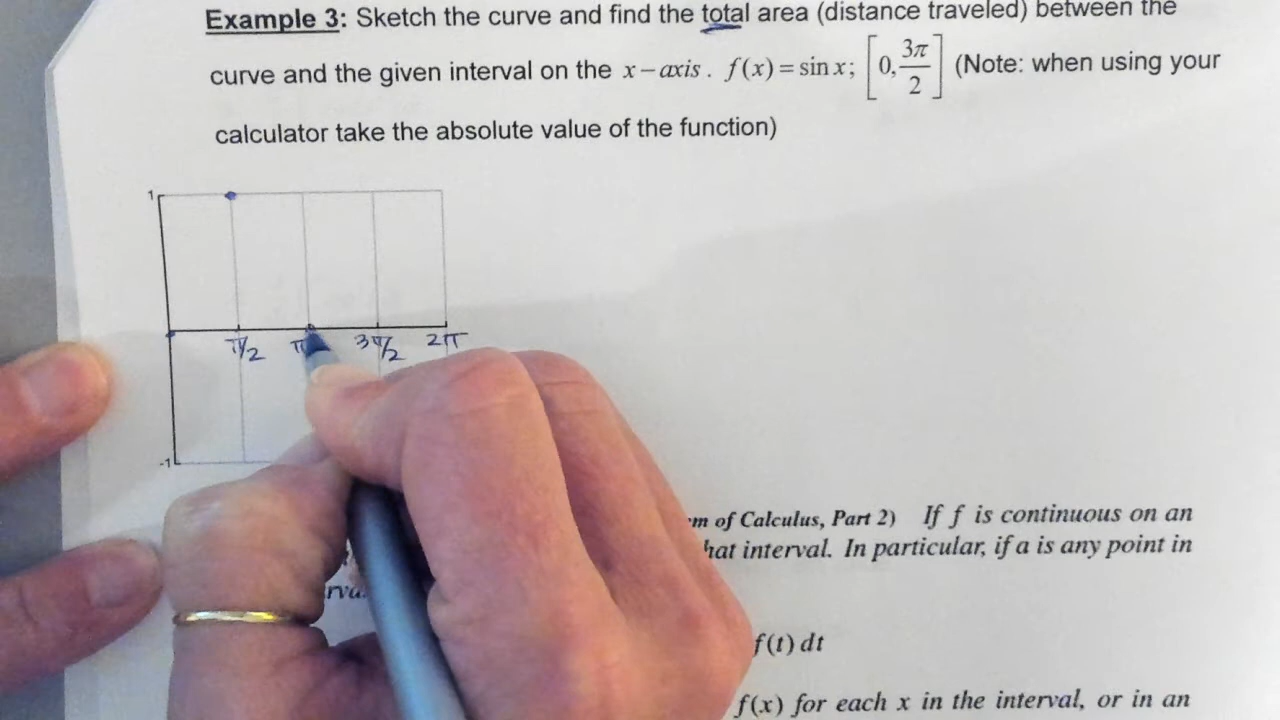 Example 3: Sketch the curve and find the total area (distance traveled) between the
curve and the given interval on the x-axis. f(x)=sin x; [0, 3π/2] (Note: when using your
calculator take the absolute value of the function)
1
π/2 π 3π/2 2π
-1
of Calculus, Part 2) If f is continuous on an
interval. In particular, if a is any point in
f(t) dt
f(x) for each x in the interval, or in an